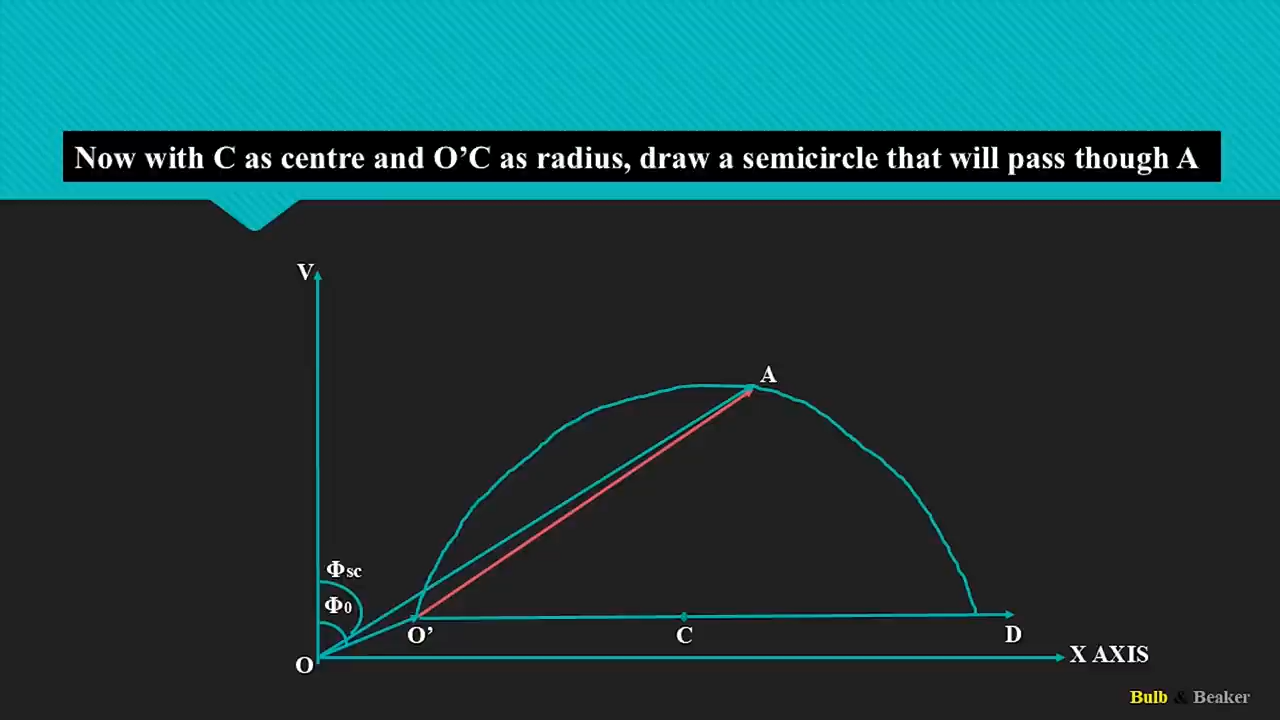 Now with C as centre and O’C as radius, draw a semicircle that will pass though A
V
A
Φsc
Φ0
O’
C
D
O
X AXIS
Bulb & Beaker